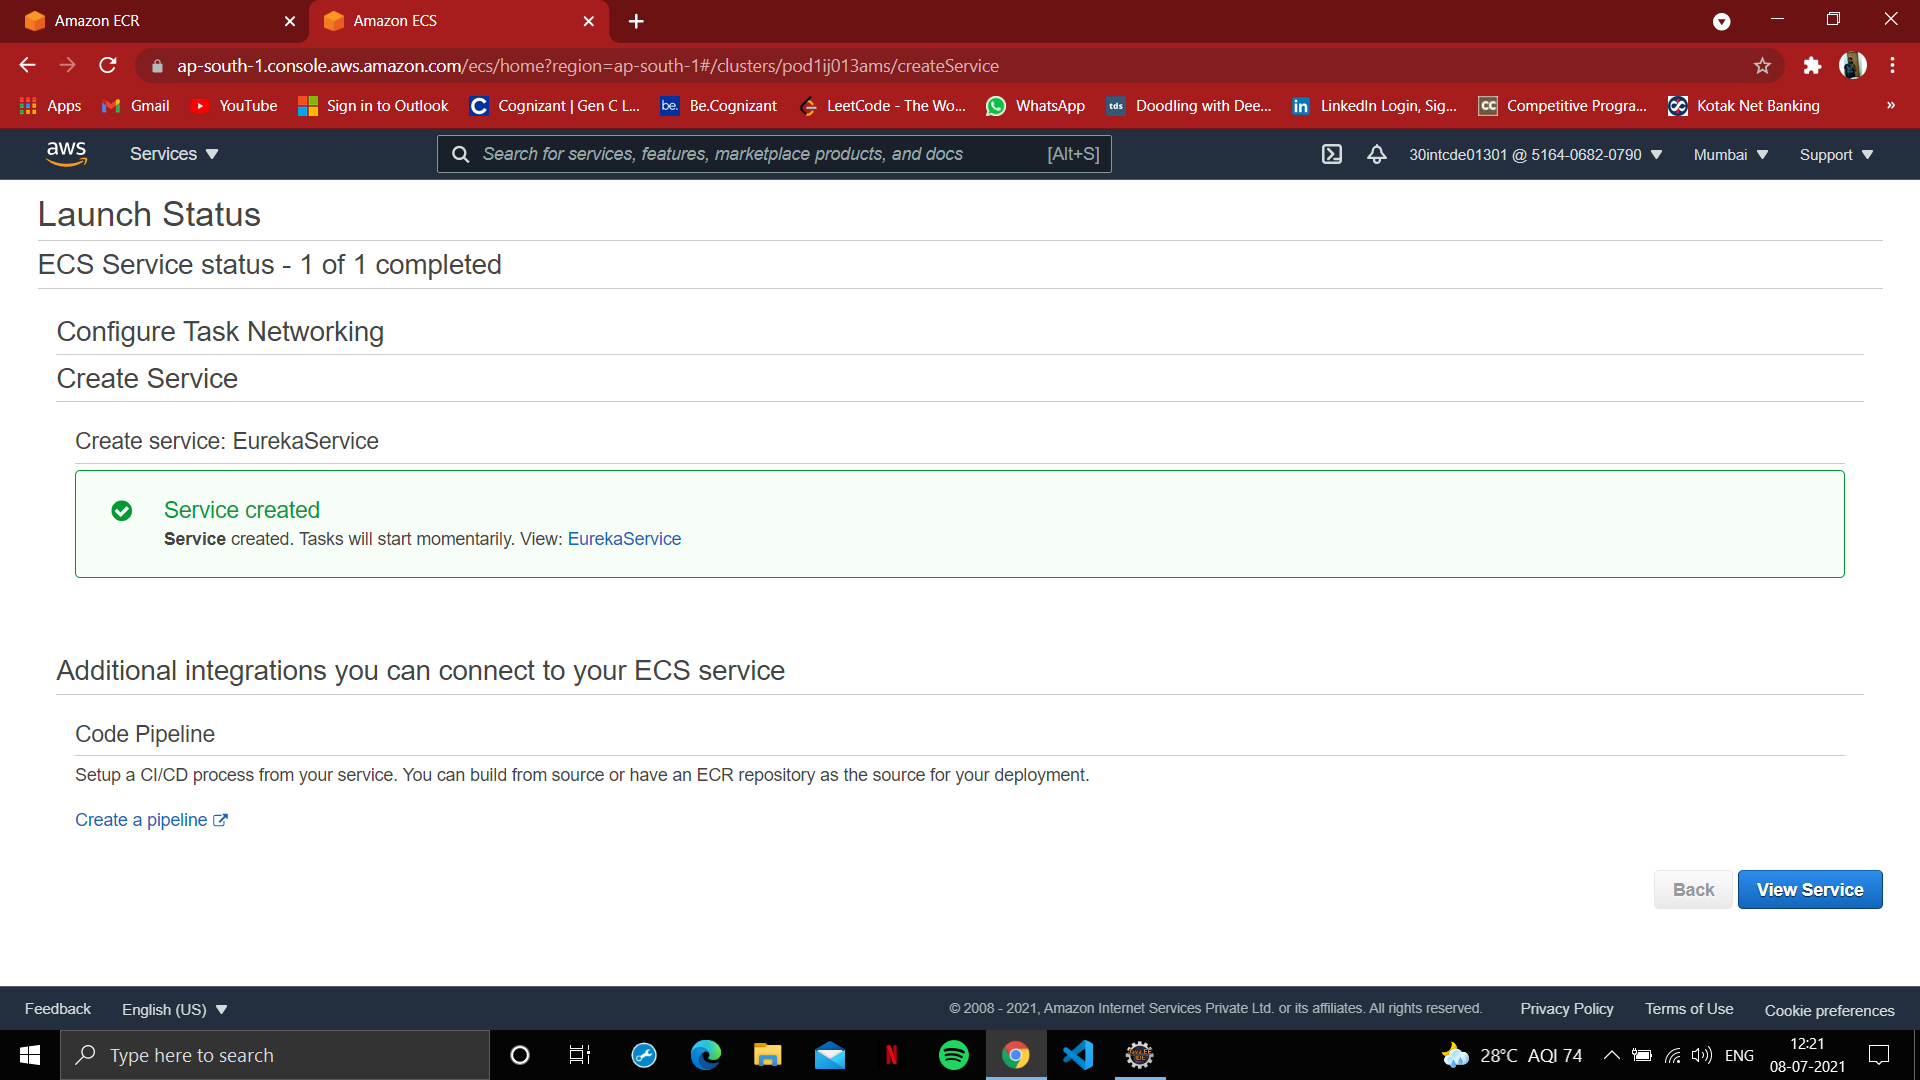 Amazon ECR
Amazon ECS
ap-south-1.console.aws.amazon.com/ecs/home?region=ap-south-1#/clusters/pod1ij013ams/createService
Apps
Gmail
YouTube
Sign in to Outlook
Cognizant | Gen C L...
be. Be.Cognizant
LeetCode - The Wo...
WhatsApp
tds Doodling with Dee...
in LinkedIn Login, Sig...
CC Competitive Progra...
Kotak Net Banking
»
aws
Services
Search for services, features, marketplace products, and docs [Alt+S]
30intcde01301 @ 5164-0682-0790
Mumbai
Support
Launch Status
ECS Service status - 1 of 1 completed
Configure Task Networking
Create Service
Create service: EurekaService
Service created
Service created. Tasks will start momentarily. View: EurekaService
Additional integrations you can connect to your ECS service
Code Pipeline
Setup a CI/CD process from your service. You can build from source or have an ECR repository as the source for your deployment.
Create a pipeline
Back
View Service
Feedback
English (US)
© 2008 - 2021, Amazon Internet Services Private Ltd. or its affiliates. All rights reserved.
Privacy Policy
Terms of Use
Cookie preferences
Type here to search
N
28°C AQI 74
ENG
12:21
08-07-2021